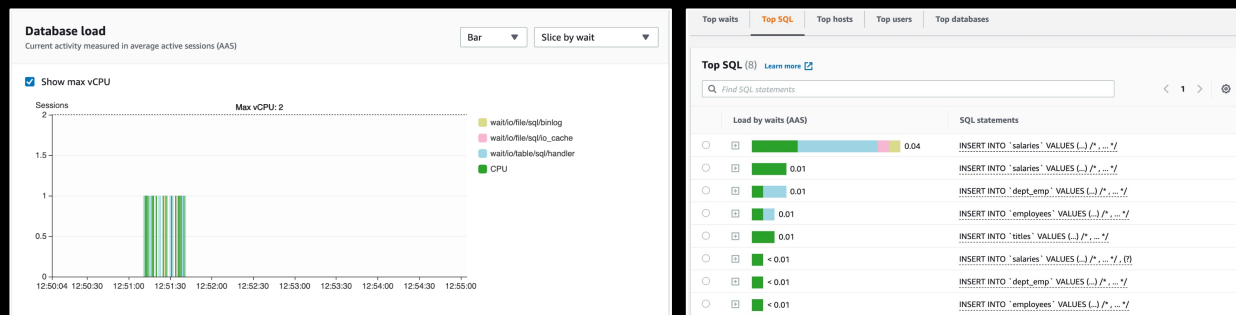 Database load
Current activity measured in average active sessions (AAS)
Bar
Slice by wait
Show max vCPU
Sessions
Max vCPU: 2
2
1.5
1
0.5
0
12:50:04 12:50:30 12:51:00 12:51:30 12:52:00 12:52:30 12:53:00 12:53:30 12:54:00 12:54:30 12:55:00
wait/io/file/sql/binlog
wait/io/file/sql/io_cache
wait/io/table/sql/handler
CPU
Top waits Top SQL Top hosts Top users Top databases
Top SQL (8) Learn more
Find SQL statements
< 1 >
Load by waits (AAS) SQL statements
0.04 INSERT INTO `salaries` VALUES (...) /* , ... */
0.01 INSERT INTO `salaries` VALUES (...) /* , ... */
0.01 INSERT INTO `dept_emp` VALUES (...) /* , ... */
0.01 INSERT INTO `employees` VALUES (...) /* , ... */
0.01 INSERT INTO `titles` VALUES (...) /* , ... */
< 0.01 INSERT INTO `salaries` VALUES (...) /* , ... */ , (?)
< 0.01 INSERT INTO `dept_emp` VALUES (...) /* , ... */
< 0.01 INSERT INTO `employees` VALUES (...) /* , ... */